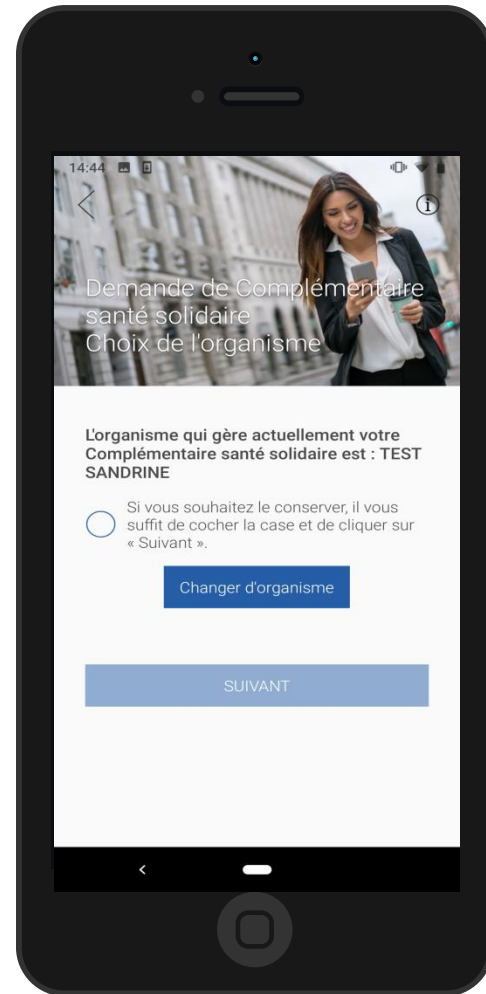 14:44
Demande de Complémentaire
santé solidaire
Choix de l'organisme
L'organisme qui gère actuellement votre
Complémentaire santé solidaire est : TEST
SANDRINE
Si vous souhaitez le conserver, il vous
suffit de cocher la case et de cliquer sur
« Suivant ».
Changer d'organisme
SUIVANT